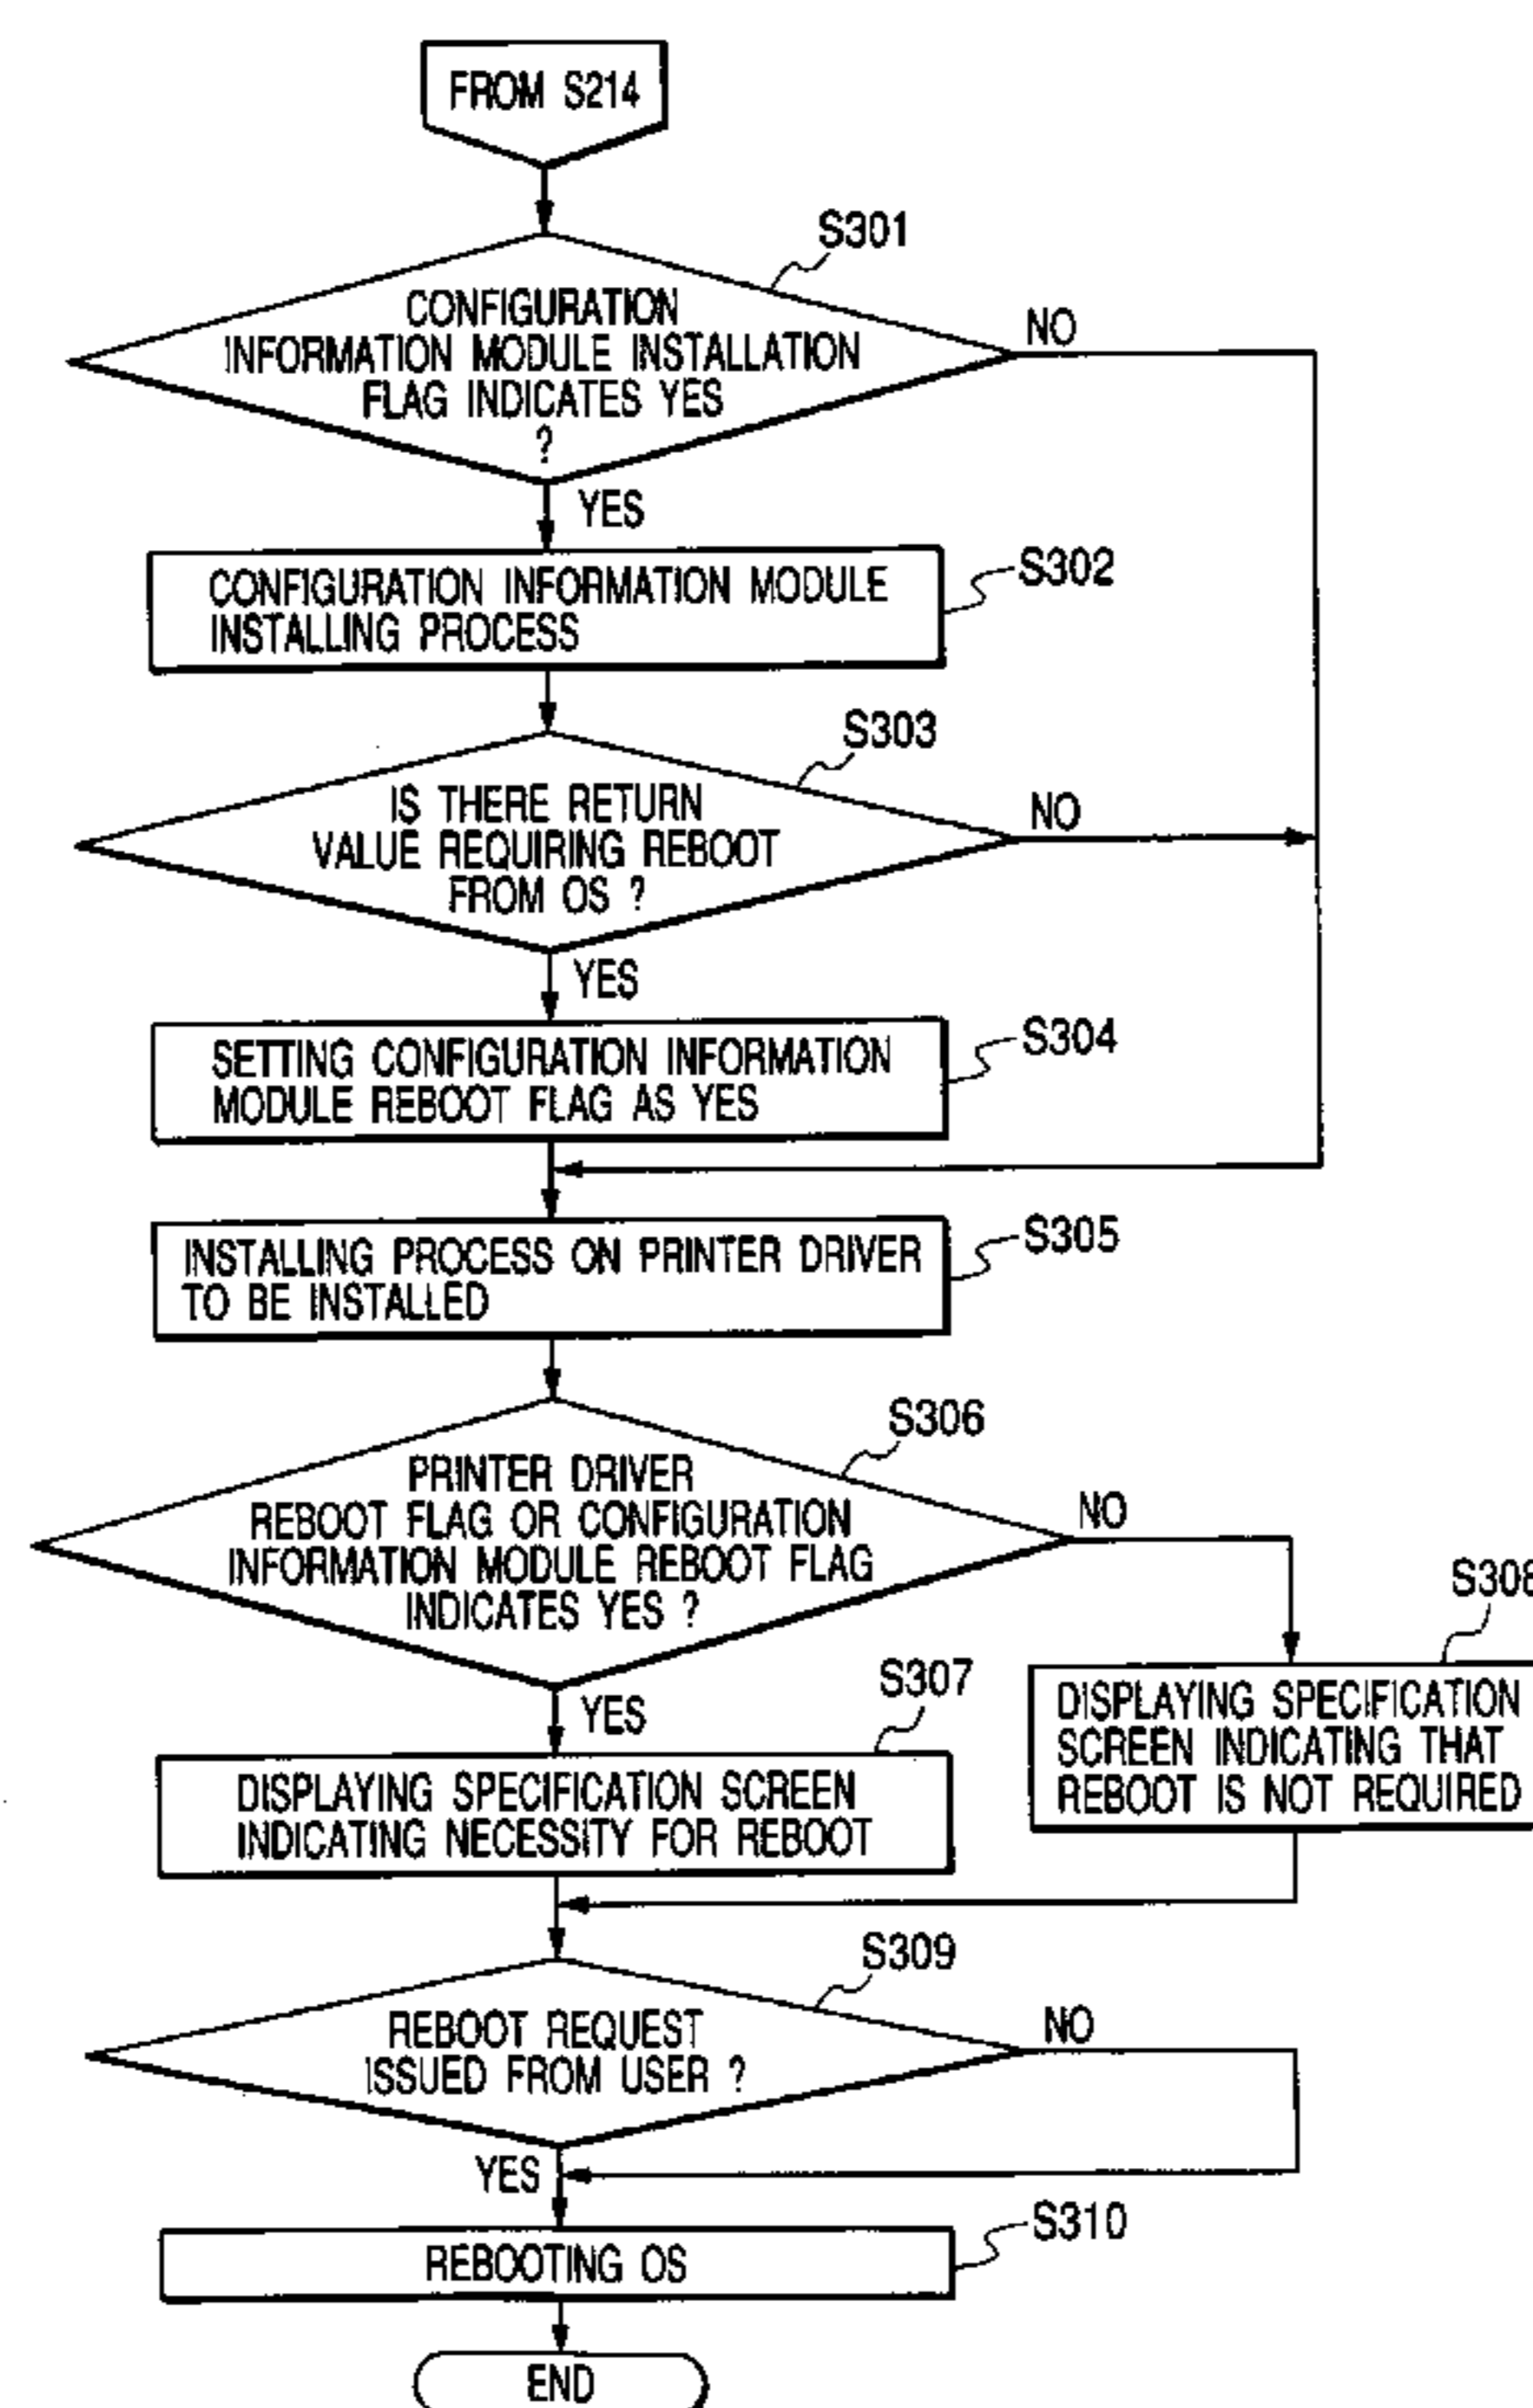 FROM S214
S301
CONFIGURATION
INFORMATION MODULE INSTALLATION
FLAG INDICATES YES
?
NO
YES
CONFIGURATION INFORMATION MODULE
INSTALLING PROCESS
S302
S303
IS THERE RETURN
VALUE REQUIRING REBOOT
FROM OS ?
NO
YES
SETTING CONFIGURATION INFORMATION
MODULE REBOOT FLAG AS YES
S304
INSTALLING PROCESS ON PRINTER DRIVER
TO BE INSTALLED
S305
S306
PRINTER DRIVER
REBOOT FLAG OR CONFIGURATION
INFORMATION MODULE REBOOT FLAG
INDICATES YES ?
NO
YES
S307
DISPLAYING SPECIFICATION SCREEN
INDICATING NECESSITY FOR REBOOT
S308
DISPLAYING SPECIFICATION
SCREEN INDICATING THAT
REBOOT IS NOT REQUIRED
S309
REBOOT REQUEST
ISSUED FROM USER ?
NO
YES
S310
REBOOTING OS
END